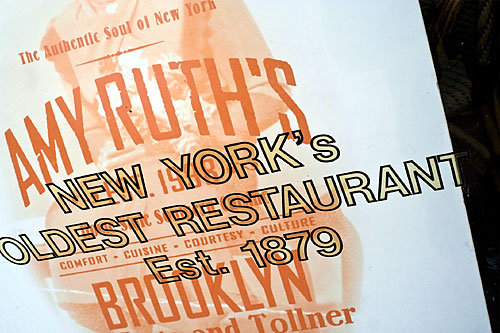 The Authentic Soul of New York
AMY RUTH'S
NEW YORK's
OLDEST RESTAURANT
COMFORT - CUISINE - COURTESY - CULTURE
Est. 1879
BROOKLYN
and Tollner